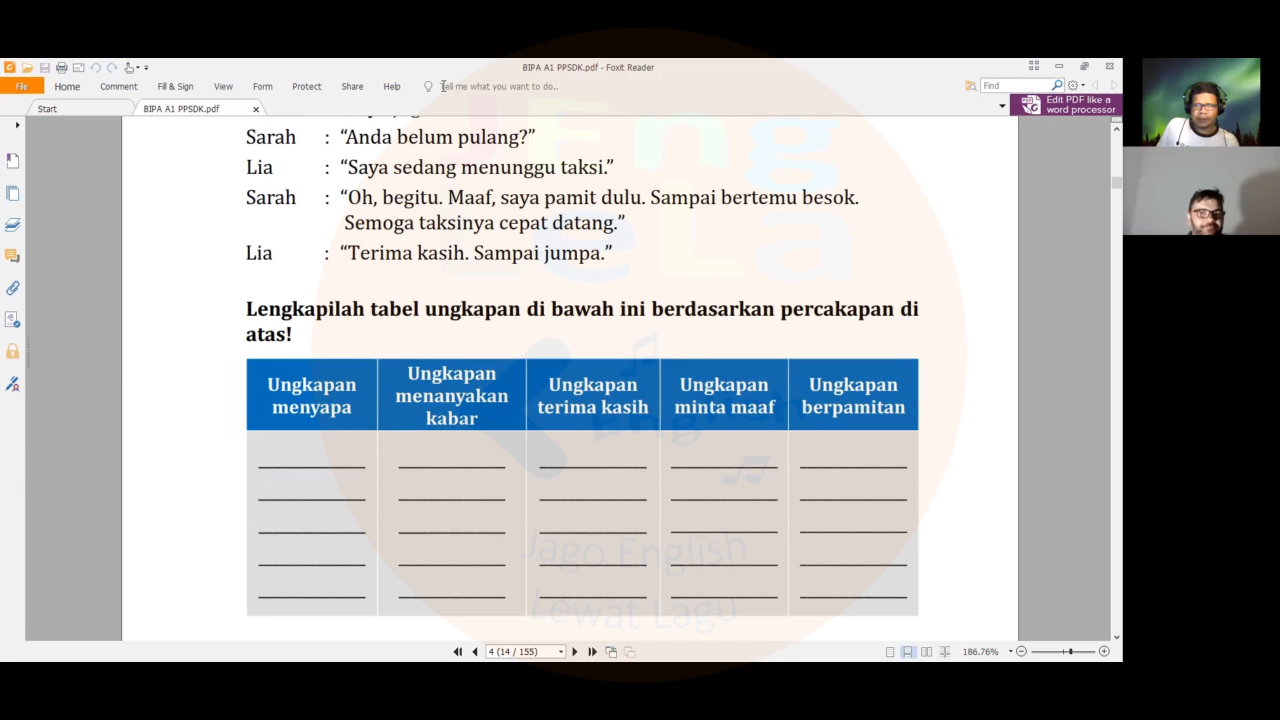 BIPA A1 PPSDK.pdf - Foxit Reader
File Home Comment Fill & Sign View Form Protect Share Help Tell me what you want to do.. Find
Start BIPA A1 PPSDK.pdf
Edit PDF like a
word processor
Sarah : “Anda belum pulang?”
Lia : “Saya sedang menunggu taksi.”
Sarah : “Oh, begitu. Maaf, saya pamit dulu. Sampai bertemu besok.
Semoga taksinya cepat datang.”
Lia : “Terima kasih. Sampai jumpa.”
Lengkapilah tabel ungkapan di bawah ini berdasarkan percakapan di
atas!
Ungkapan
menyapa
Ungkapan
menanyakan
kabar
Ungkapan
terima kasih
Ungkapan
minta maaf
Ungkapan
berpamitan
Eng
LeLa
English
Jago English
Lewat Lagu
4 (14 / 155)
186.76%